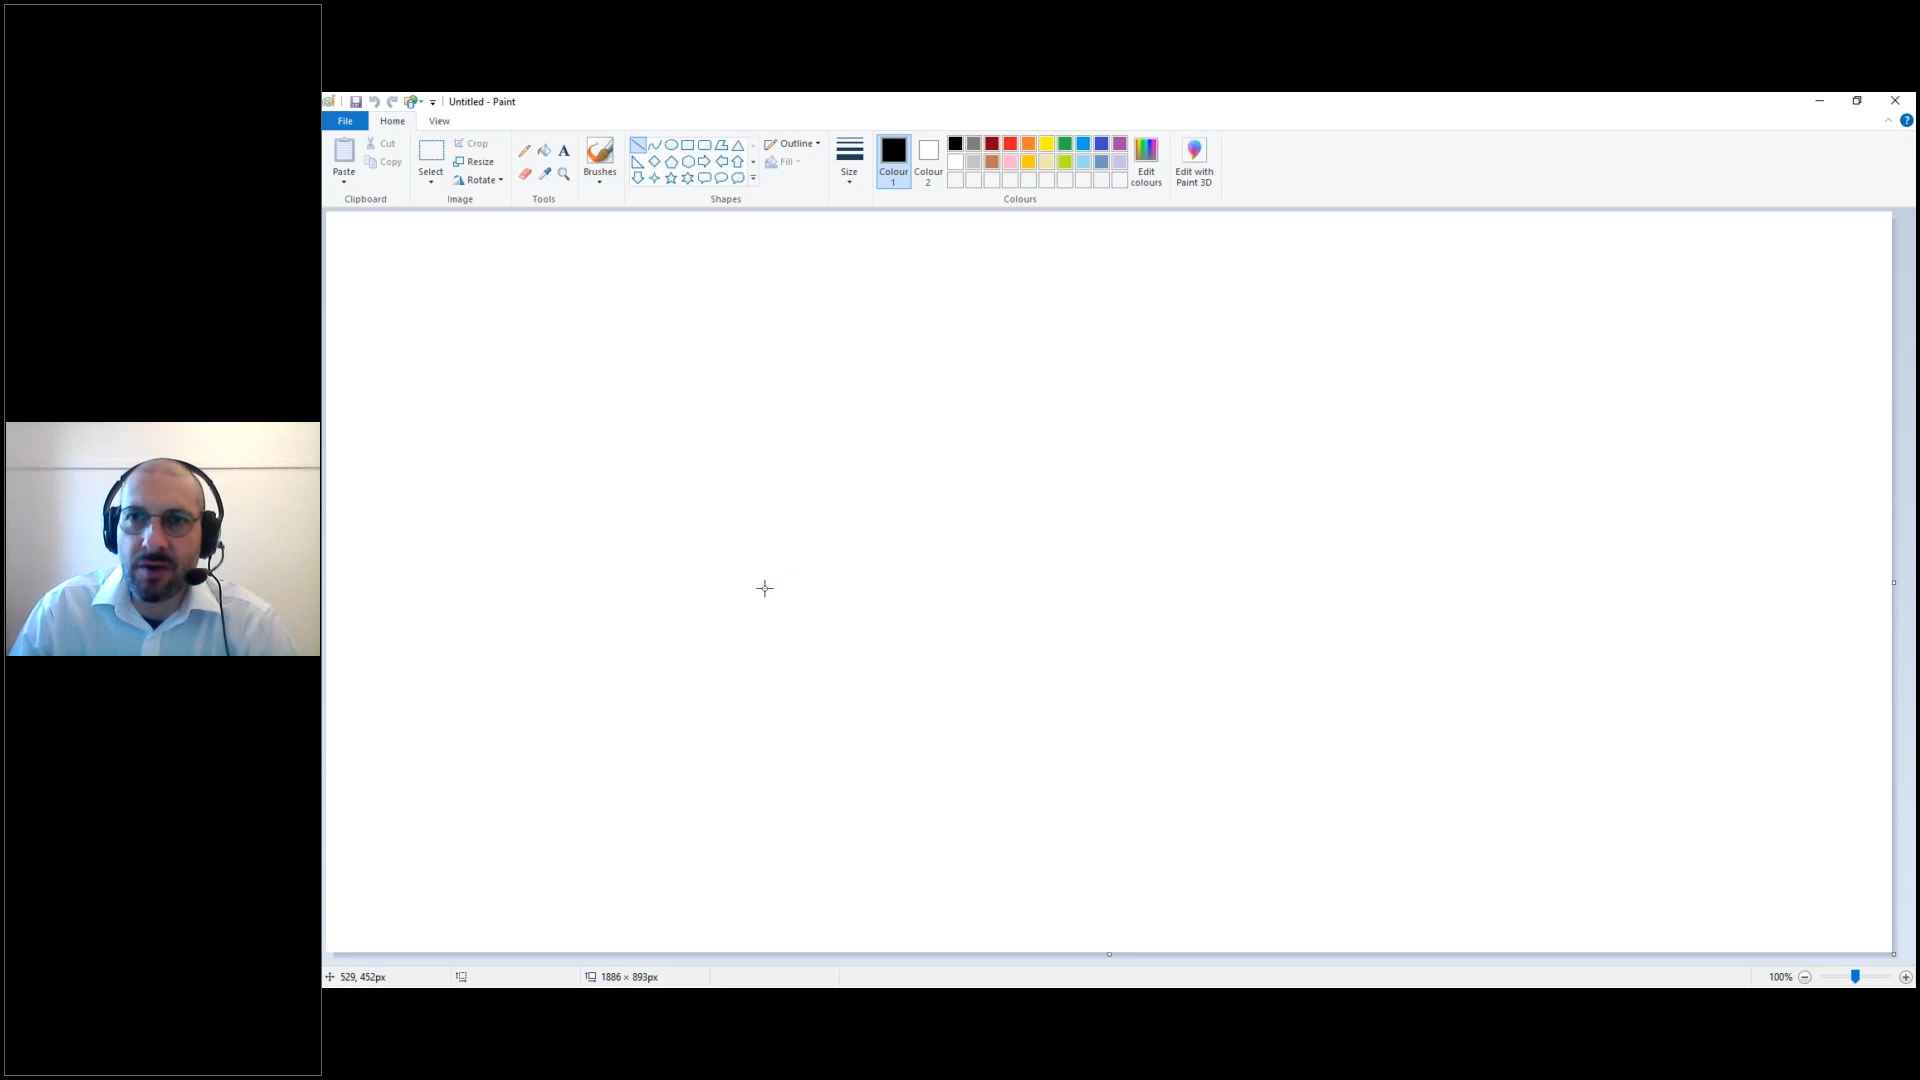 Untitled - Paint
File Home View
Paste
Cut
Copy
Clipboard
Select
Crop
Resize
Rotate
Image
A
Tools
Brushes
Outline
Fill
Shapes
Size
Colour
1
Colour
2
Edit
colours
Colours
Edit with
Paint 3D
?
529, 452px
1886 × 893px
100%